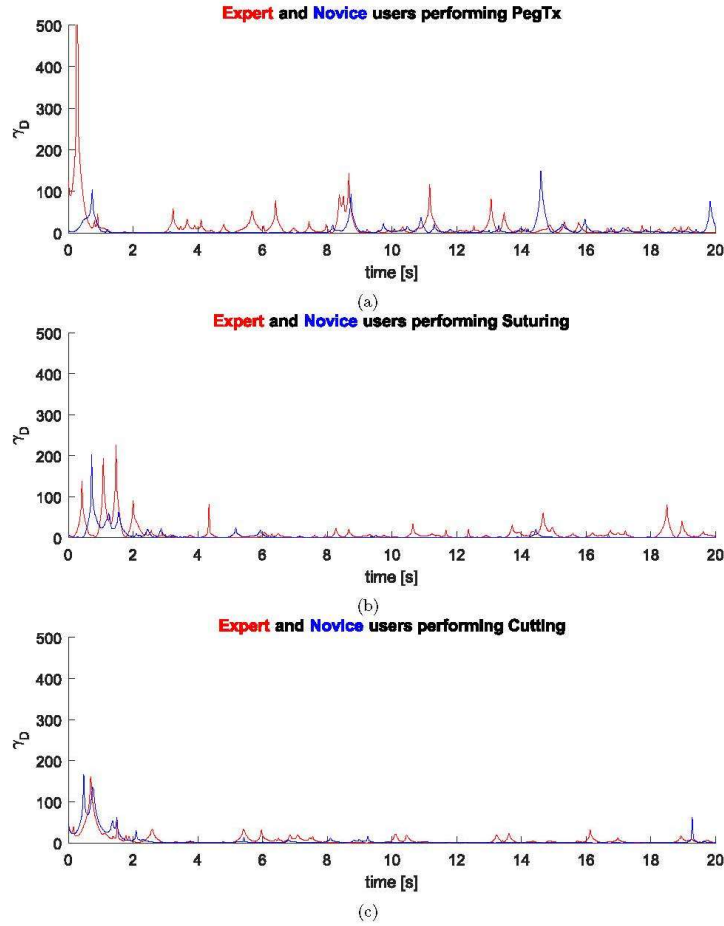 Expert and Novice users performing PegTx
500
400
300
200
100
0
γD
0 2 4 6 8 10 12 14 16 18 20
time [s]
(a)
Expert and Novice users performing Suturing
500
400
300
200
100
0
γD
0 2 4 6 8 10 12 14 16 18 20
time [s]
(b)
Expert and Novice users performing Cutting
500
400
300
200
100
0
γD
0 2 4 6 8 10 12 14 16 18 20
time [s]
(c)